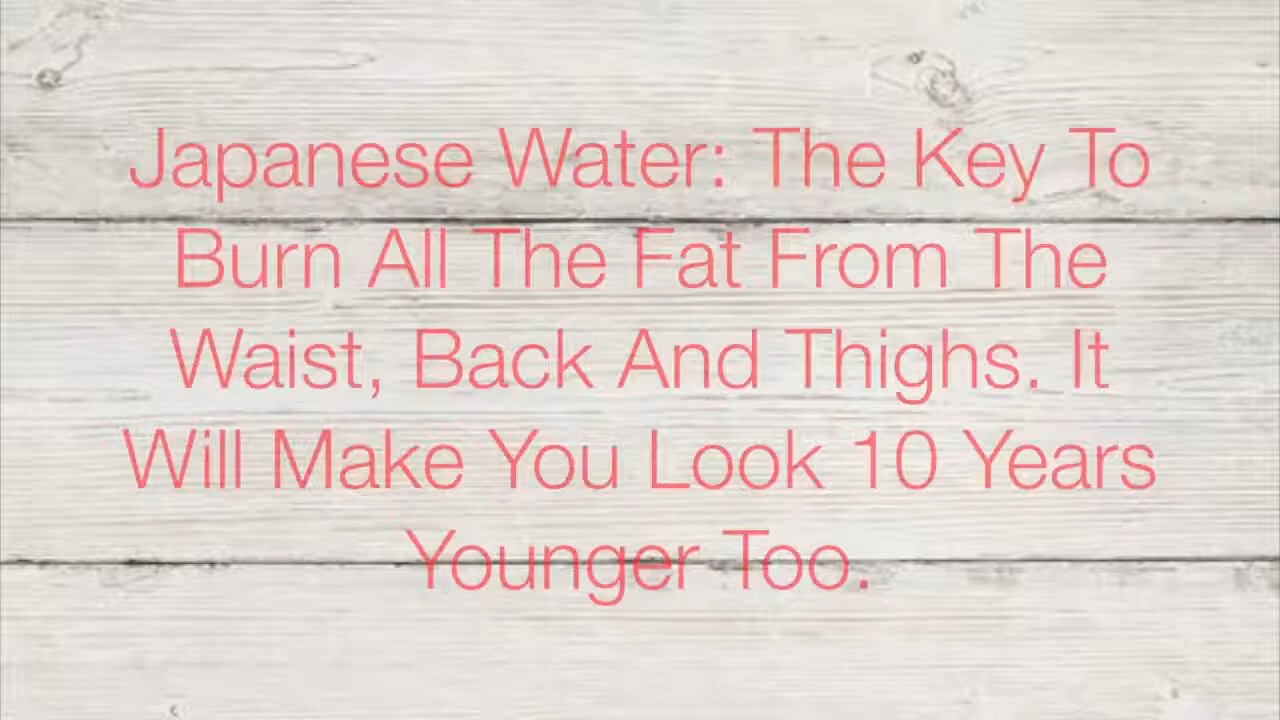 Japanese Water: The Key To
Burn All The Fat From The
Waist, Back And Thighs. It
Will Make You Look 10 Years
Younger Too.